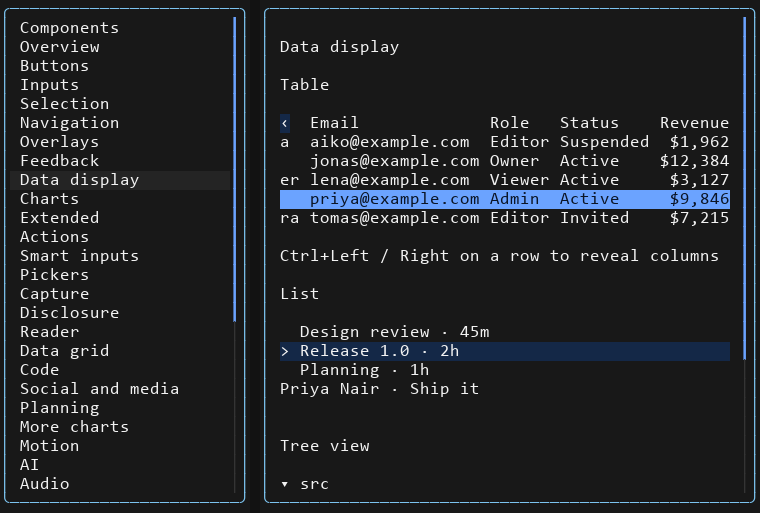 Components
Overview
Buttons
Inputs
Selection
Navigation
Overlays
Feedback
Data display
Charts
Extended
Actions
Smart inputs
Pickers
Capture
Disclosure
Reader
Data grid
Code
Social and media
Planning
More charts
Motion
AI
Audio
Data display
Table
‹ Email Role Status Revenue
a aiko@example.com Editor Suspended $1,962
jonas@example.com Owner Active $12,384
er lena@example.com Viewer Active $3,127
priya@example.com Admin Active $9,846
ra tomas@example.com Editor Invited $7,215
Ctrl+Left / Right on a row to reveal columns
List
Design review · 45m
> Release 1.0 · 2h
Planning · 1h
Priya Nair · Ship it
Tree view
▾ src